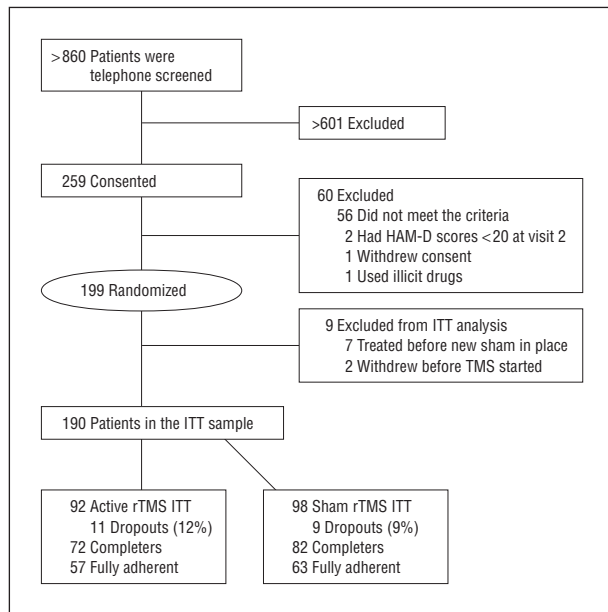 >860 Patients were
telephone screened
>601 Excluded
259 Consented
60 Excluded
56 Did not meet the criteria
2 Had HAM-D scores <20 at visit 2
1 Withdrew consent
1 Used illicit drugs
199 Randomized
9 Excluded from ITT analysis
7 Treated before new sham in place
2 Withdrew before TMS started
190 Patients in the ITT sample
92 Active rTMS ITT
11 Dropouts (12%)
72 Completers
57 Fully adherent
98 Sham rTMS ITT
9 Dropouts (9%)
82 Completers
63 Fully adherent